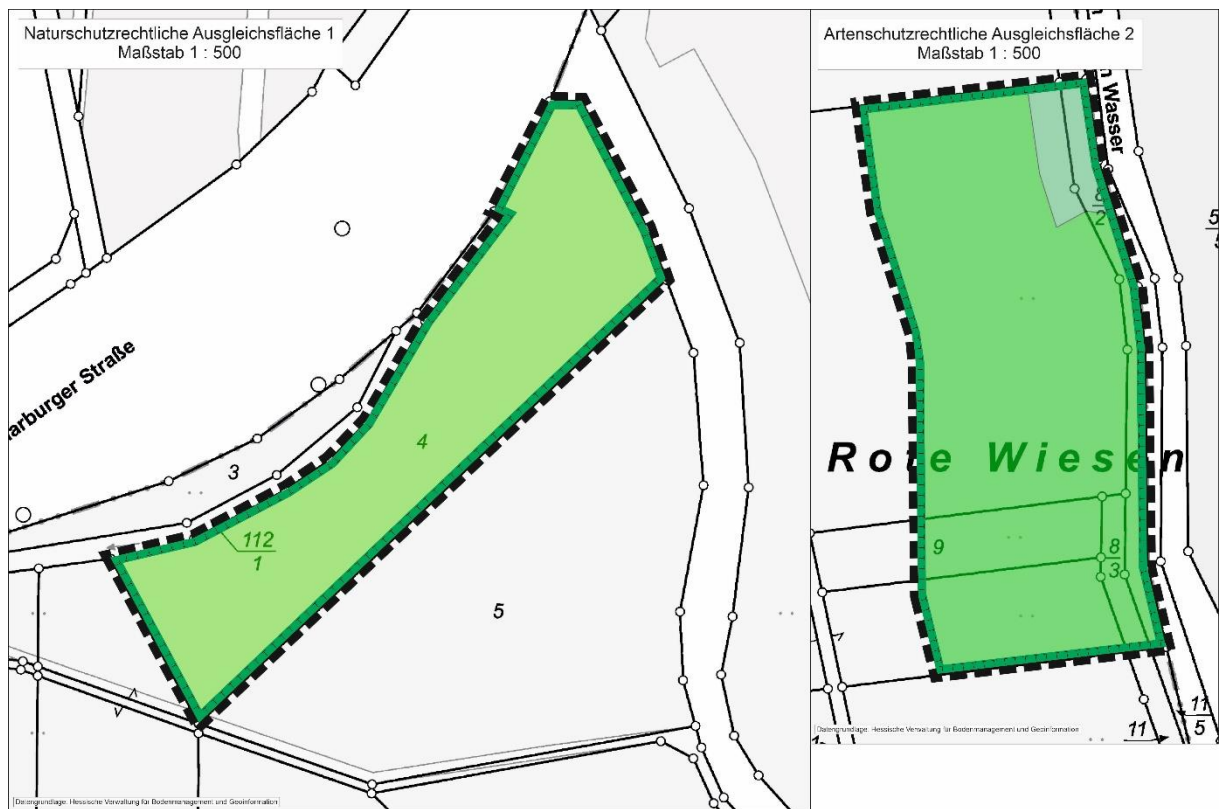 Naturschutzrechtliche Ausgleichsfläche 1
Maßstab 1 : 500
arburger Straße
3
4
112
1
5
Datengrundlage: Hessische Verwaltung für Bodenmanagement und Geoinformation
Artenschutzrechtliche Ausgleichsfläche 2
Maßstab 1 : 500
n Wasser
8
2
5
Rote Wiesen
9
8
3
11
11
5
Datengrundlage: Hessische Verwaltung für Bodenmanagement und Geoinformation